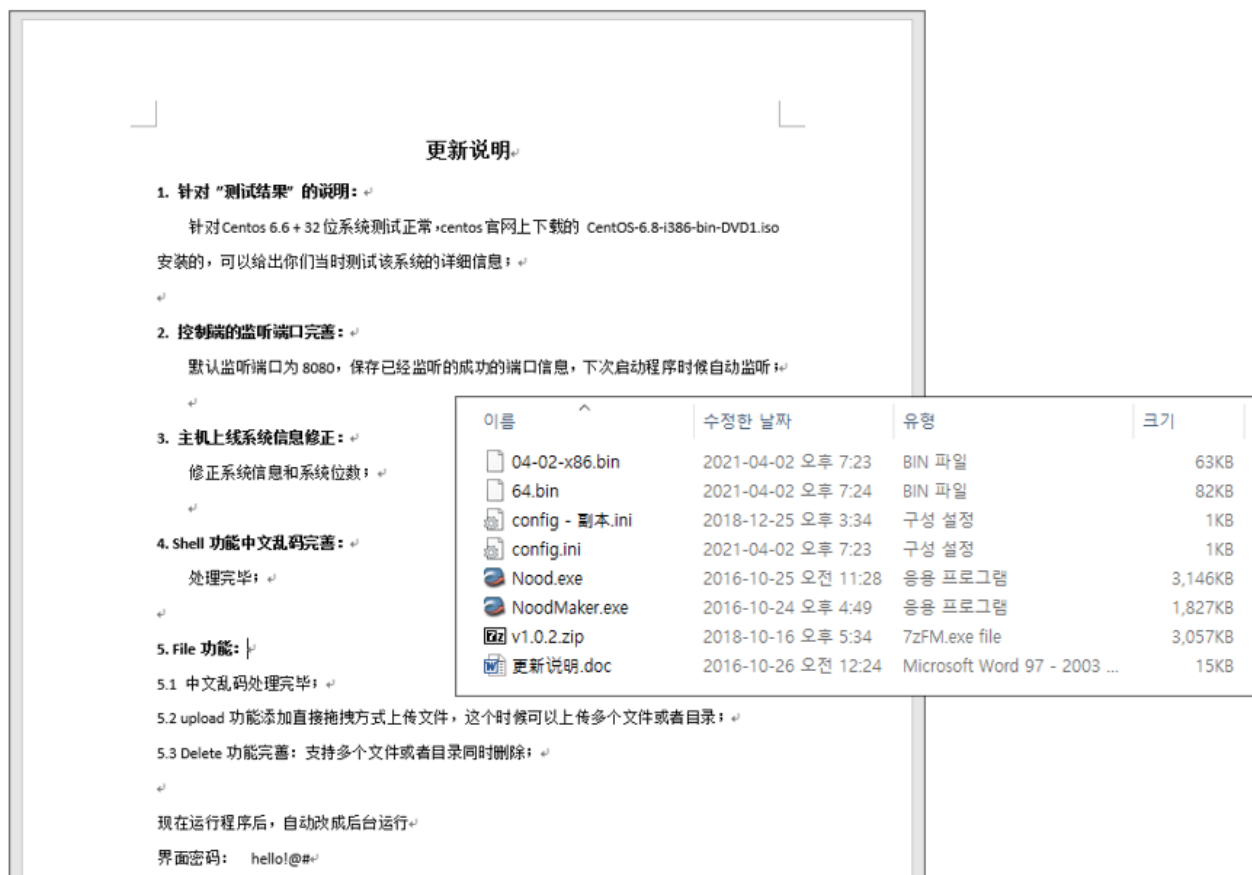 更新说明
1. 针对 “测试结果” 的说明：
针对 Centos 6.6 + 32 位系统测试正常，centos 官网上下载的 CentOS-6.8-i386-bin-DVD1.iso
安装的，可以给出你们当时测试该系统的详细信息；
2. 控制端的监听端口完善：
默认监听端口为 8080，保存已经监听的成功的端口信息，下次启动程序时候自动监听；
3. 主机上线系统信息修正：
修正系统信息和系统位数；
4. Shell 功能中文乱码完善：
处理完毕；
5. File 功能：
5.1 中文乱码处理完毕；
5.2 upload 功能添加直接拖拽方式上传文件，这个时候可以上传多个文件或者目录；
5.3 Delete 功能完善：支持多个文件或者目录同时删除；
现在运行程序后，自动改成后台运行
界面密码： hello!@#
이름 수정한 날짜 유형 크기
04-02-x86.bin 2021-04-02 오후 7:23 BIN 파일 63KB
64.bin 2021-04-02 오후 7:24 BIN 파일 82KB
config - 副本.ini 2018-12-25 오후 3:34 구성 설정 1KB
config.ini 2021-04-02 오후 7:23 구성 설정 1KB
Nood.exe 2016-10-25 오전 11:28 응용 프로그램 3,146KB
NoodMaker.exe 2016-10-24 오후 4:49 응용 프로그램 1,827KB
7z v1.0.2.zip 2018-10-16 오후 5:34 7zFM.exe file 3,057KB
更新说明.doc 2016-10-26 오전 12:24 Microsoft Word 97 - 2003 ... 15KB